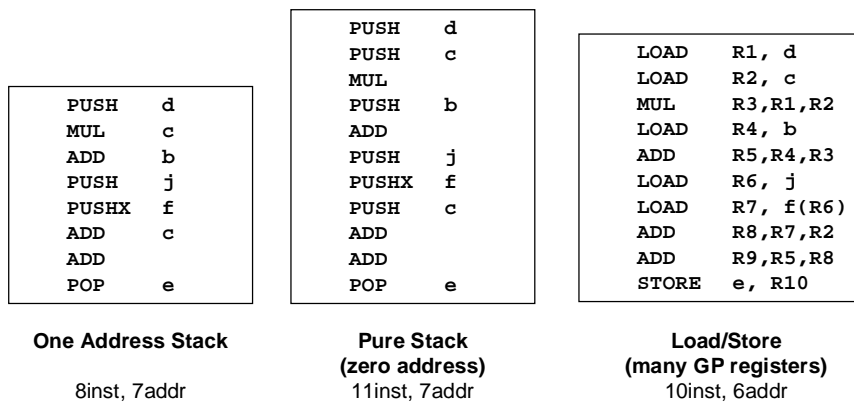 PUSH d
MUL c
ADD b
PUSH j
PUSHX f
ADD c
ADD
POP e
One Address Stack
8inst, 7addr
PUSH d
PUSH c
MUL
PUSH b
ADD
PUSH j
PUSHX f
PUSH c
ADD
ADD
POP e
Pure Stack
(zero address)
11inst, 7addr
LOAD R1, d
LOAD R2, c
MUL R3,R1,R2
LOAD R4, b
ADD R5,R4,R3
LOAD R6, j
LOAD R7, f(R6)
ADD R8,R7,R2
ADD R9,R5,R8
STORE e, R10
Load/Store
(many GP registers)
10inst, 6addr